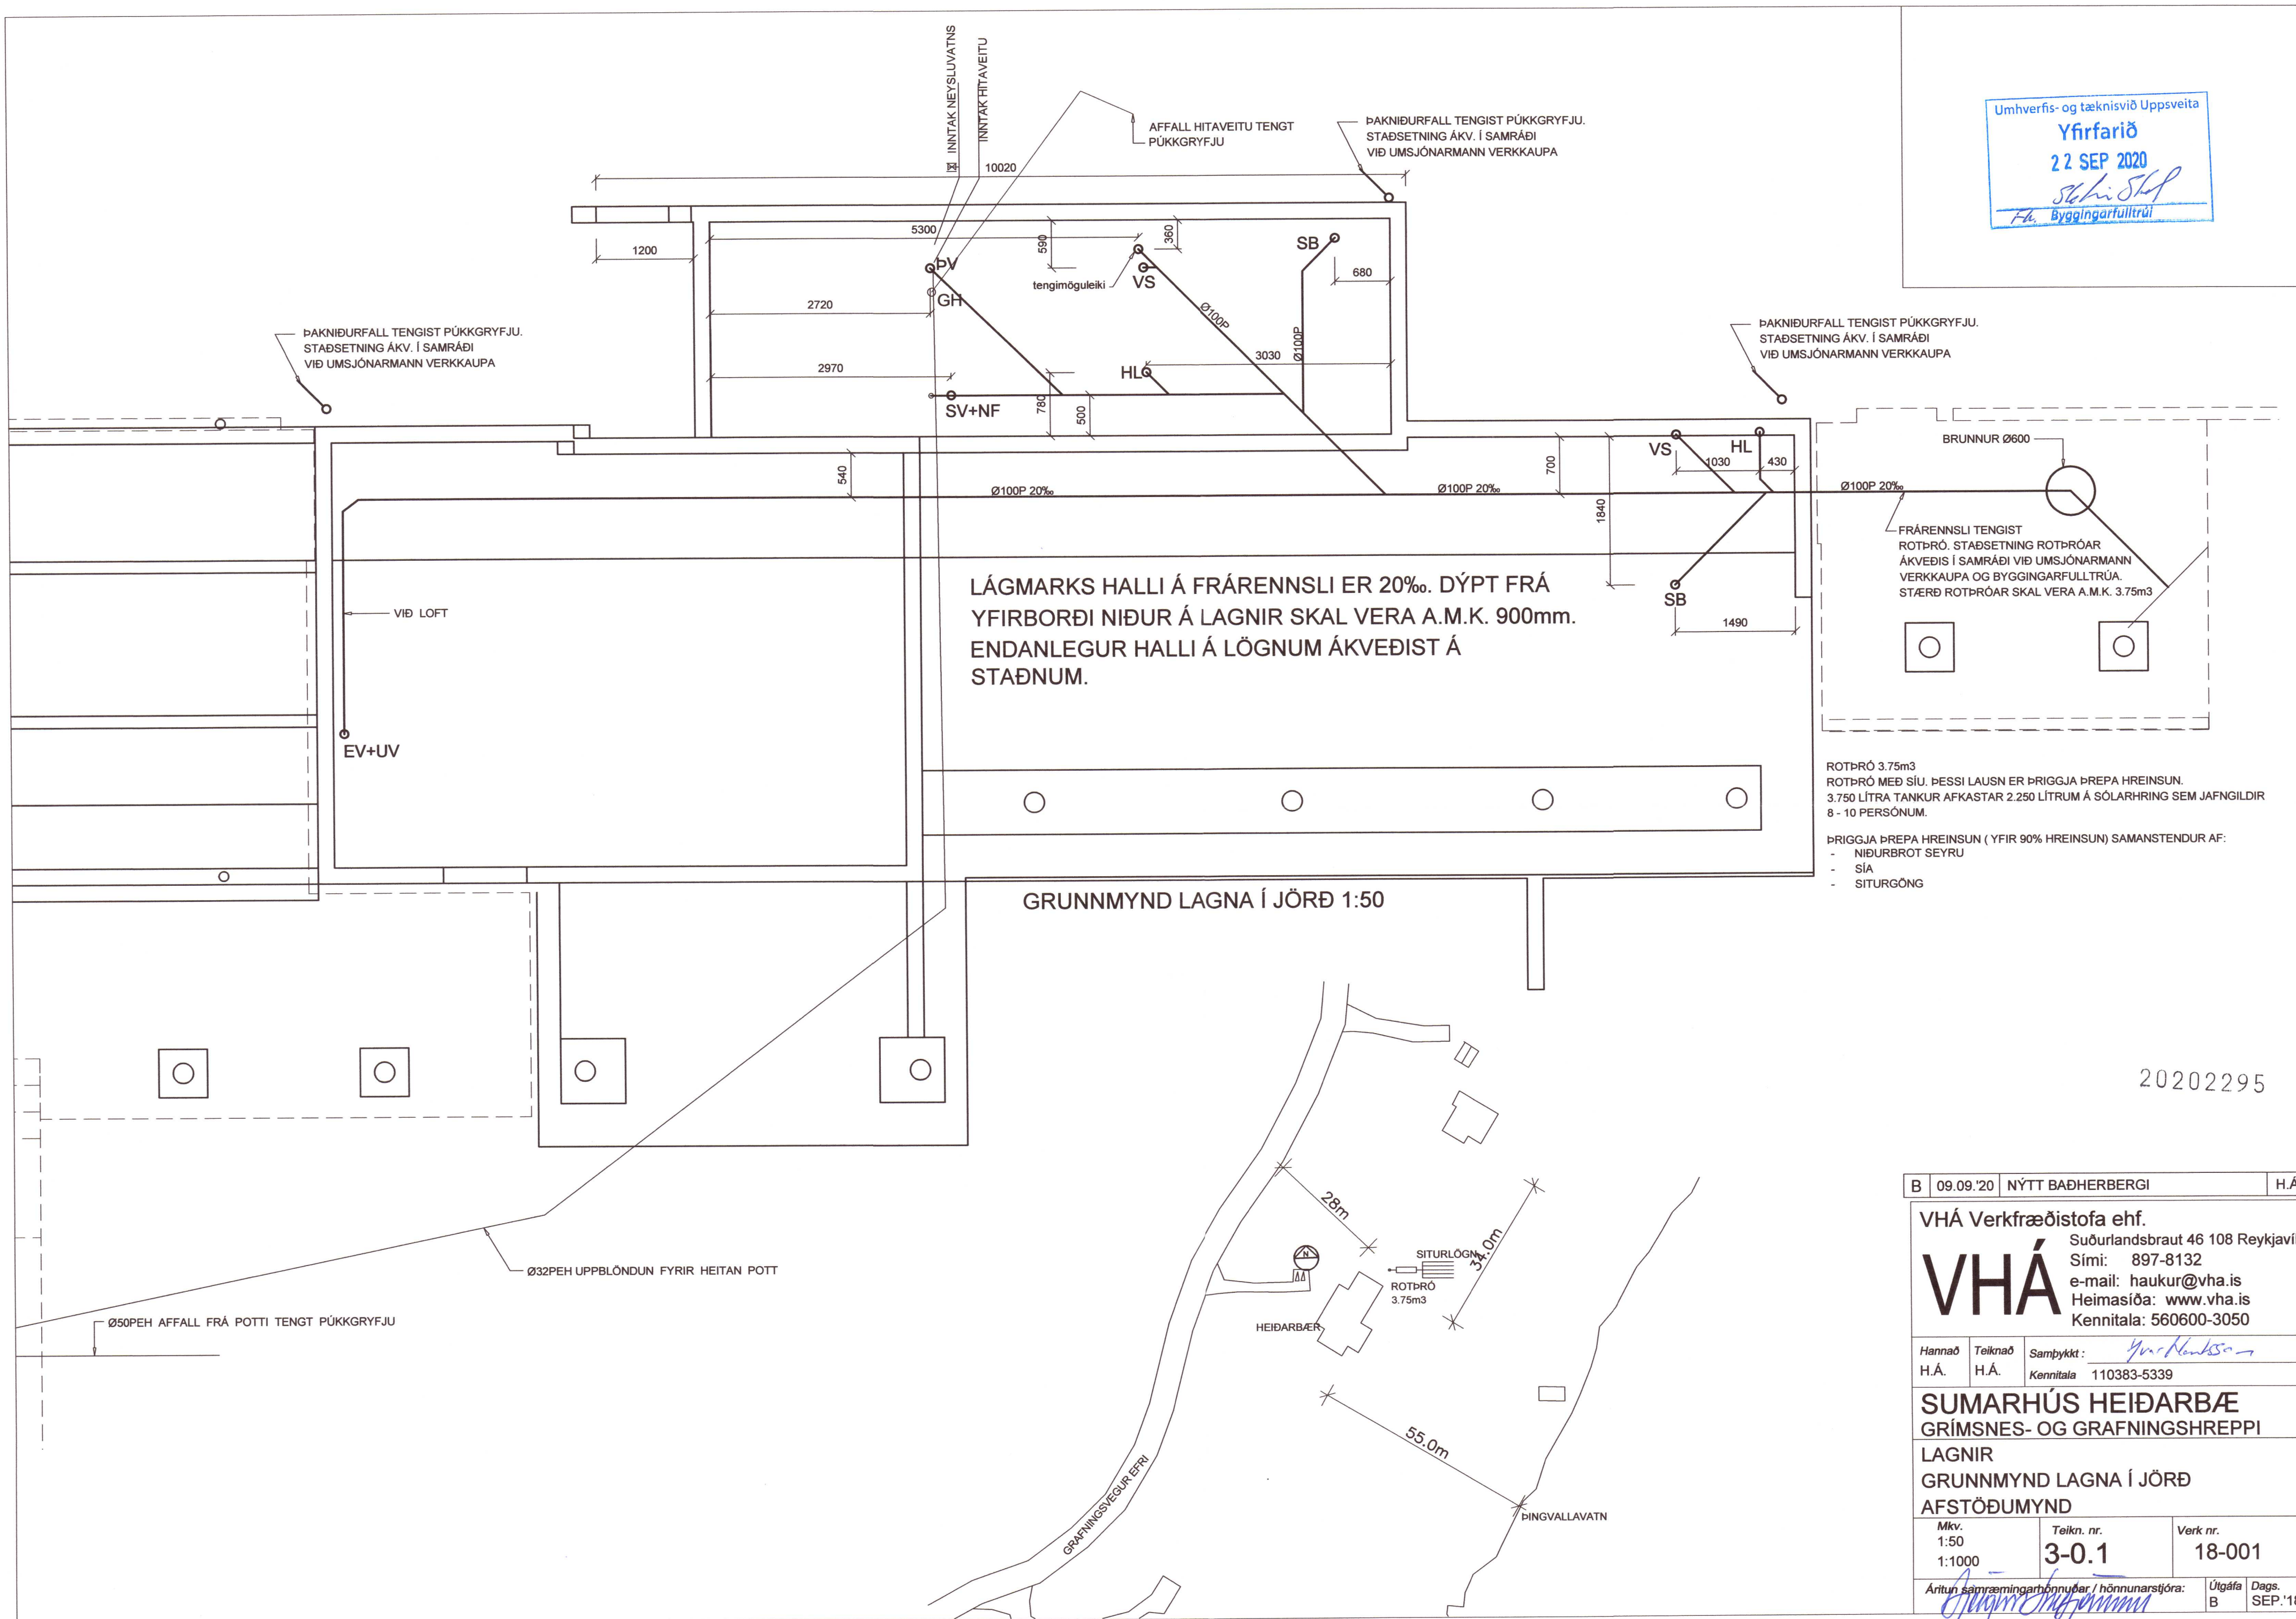 INNTAK NEYSLUVATNS
INNTAK HITAVEITU
10020
AFFALL HITAVEITU TENGT
PÚKKGRYFJU
ÞAKNIÐURFALL TENGIST PÚKKGRYFJU.
STAÐSETNING ÁKV. Í SAMRÁÐI
VIÐ UMSJÓNARMANN VERKKAUPA
Umhverfis- og tæknisvið Uppsveita
Yfirfarið
22 SEP 2020
F.h. Byggingarfulltrúi
1200
5300
590
360
SB
680
ÞV
GH
tengimöguleiki
VS
2720
Ø100P
Ø100P
3030
2970
HL
SV+NF
780
500
ÞAKNIÐURFALL TENGIST PÚKKGRYFJU.
STAÐSETNING ÁKV. Í SAMRÁÐI
VIÐ UMSJÓNARMANN VERKKAUPA
ÞAKNIÐURFALL TENGIST PÚKKGRYFJU.
STAÐSETNING ÁKV. Í SAMRÁÐI
VIÐ UMSJÓNARMANN VERKKAUPA
540
Ø100P 20‰
Ø100P 20‰
700
1840
VS
HL
1030
430
Ø100P 20‰
BRUNNUR Ø600
FRÁRENNSLI TENGIST
ROTÞRÓ. STAÐSETNING ROTÞRÓAR
ÁKVEÐIS Í SAMRÁÐI VIÐ UMSJÓNARMANN
VERKKAUPA OG BYGGINGARFULLTRÚA.
STÆRÐ ROTÞRÓAR SKAL VERA A.M.K. 3.75m3
SB
1490
VIÐ LOFT
EV+UV
LÁGMARKS HALLI Á FRÁRENNSLI ER 20‰. DÝPT FRÁ
YFIRBORÐI NIÐUR Á LAGNIR SKAL VERA A.M.K. 900mm.
ENDANLEGUR HALLI Á LÖGNUM ÁKVEÐIST Á
STAÐNUM.
ROTÞRÓ 3.75m3
ROTÞRÓ MEÐ SÍU. ÞESSI LAUSN ER ÞRIGGJA ÞREPA HREINSUN.
3.750 LÍTRA TANKUR AFKASTAR 2.250 LÍTRUM Á SÓLARHRING SEM JAFNGILDIR
8 - 10 PERSÓNUM.
ÞRIGGJA ÞREPA HREINSUN ( YFIR 90% HREINSUN) SAMANSTENDUR AF:
- NIÐURBROT SEYRU
- SÍA
- SITURGÖNG
GRUNNMYND LAGNA Í JÖRÐ 1:50
Ø32PEH UPPBLÖNDUN FYRIR HEITAN POTT
Ø50PEH AFFALL FRÁ POTTI TENGT PÚKKGRYFJU
28m
34.0m
N
SITURLÖGN
ROTÞRÓ
3.75m3
HEIÐARBÆR
55.0m
GRAFNINGSVEGUR EFRI
ÞINGVALLAVATN
20202295
B 09.09.'20 NÝTT BAÐHERBERGI H.Á
VHÁ Verkfræðistofa ehf.
VHÁ
Suðurlandsbraut 46 108 Reykjaví
Sími: 897-8132
e-mail: haukur@vha.is
Heimasíða: www.vha.is
Kennitala: 560600-3050
Hannað Teiknað Samþykkt :
H.Á. H.Á. Kennitala 110383-5339
SUMARHÚS HEIÐARBÆ
GRÍMSNES- OG GRAFNINGSHREPPI
LAGNIR
GRUNNMYND LAGNA Í JÖRÐ
AFSTÖÐUMYND
Mkv. Teikn. nr. Verk nr.
1:50
1:1000
3-0.1 18-001
Áritun samræmingarhönnuðar / hönnunarstjóra: Útgáfa Dags.
B SEP.'18